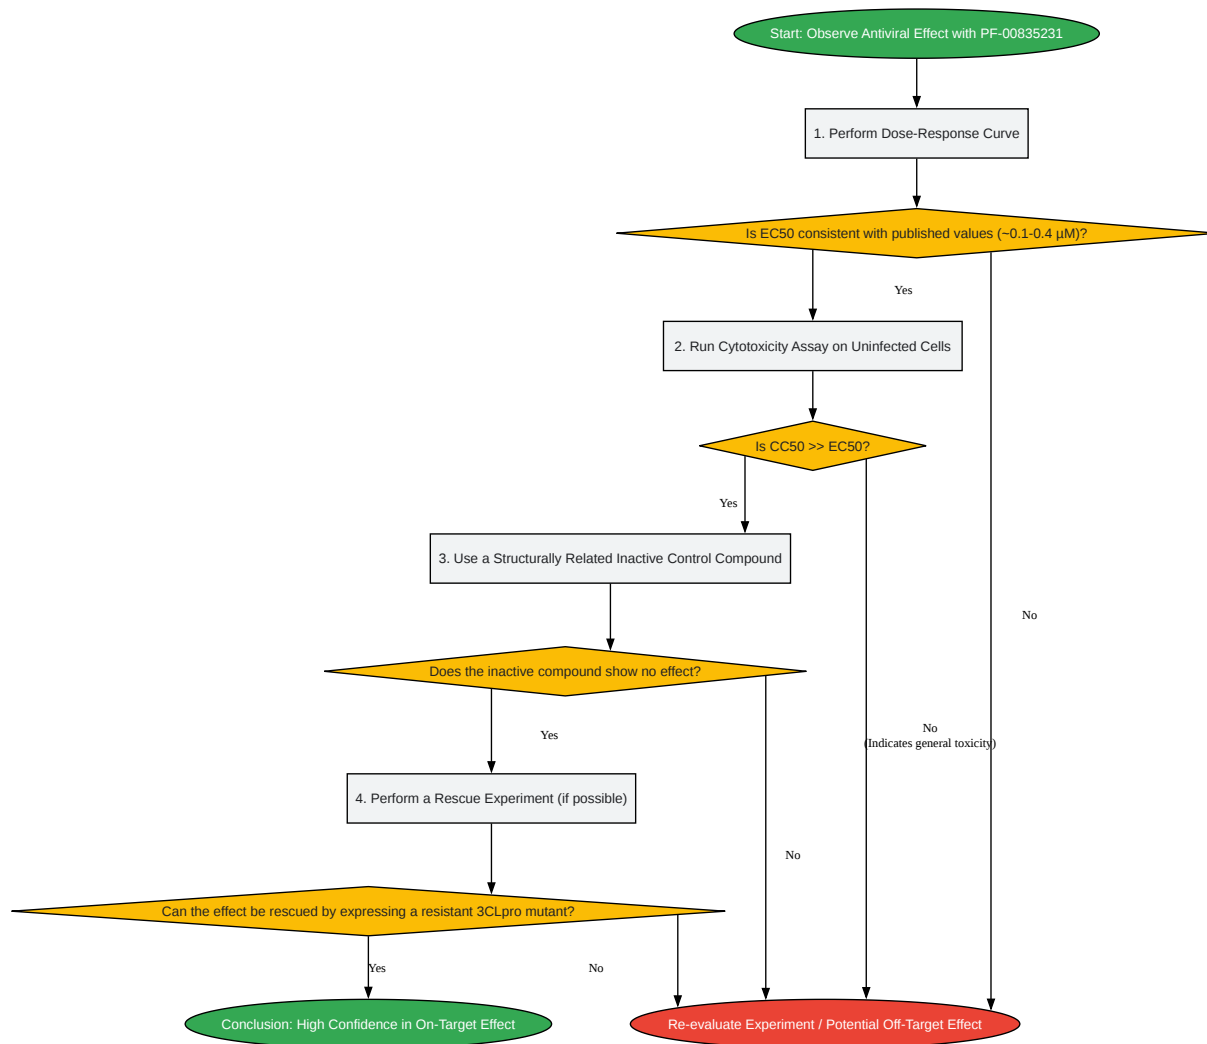 Start: Observe Antiviral Effect with PF-00835231
1. Perform Dose-Response Curve
Is EC50 consistent with published values (~0.1-0.4 µM)?
Yes
2. Run Cytotoxicity Assay on Uninfected Cells
Is CC50 >> EC50?
Yes
3. Use a Structurally Related Inactive Control Compound
No
Does the inactive compound show no effect?
No
(Indicates general toxicity)
Yes
4. Perform a Rescue Experiment (if possible)
No
Can the effect be rescued by expressing a resistant 3CLpro mutant?
Yes
No
Conclusion: High Confidence in On-Target Effect
Re-evaluate Experiment / Potential Off-Target Effect